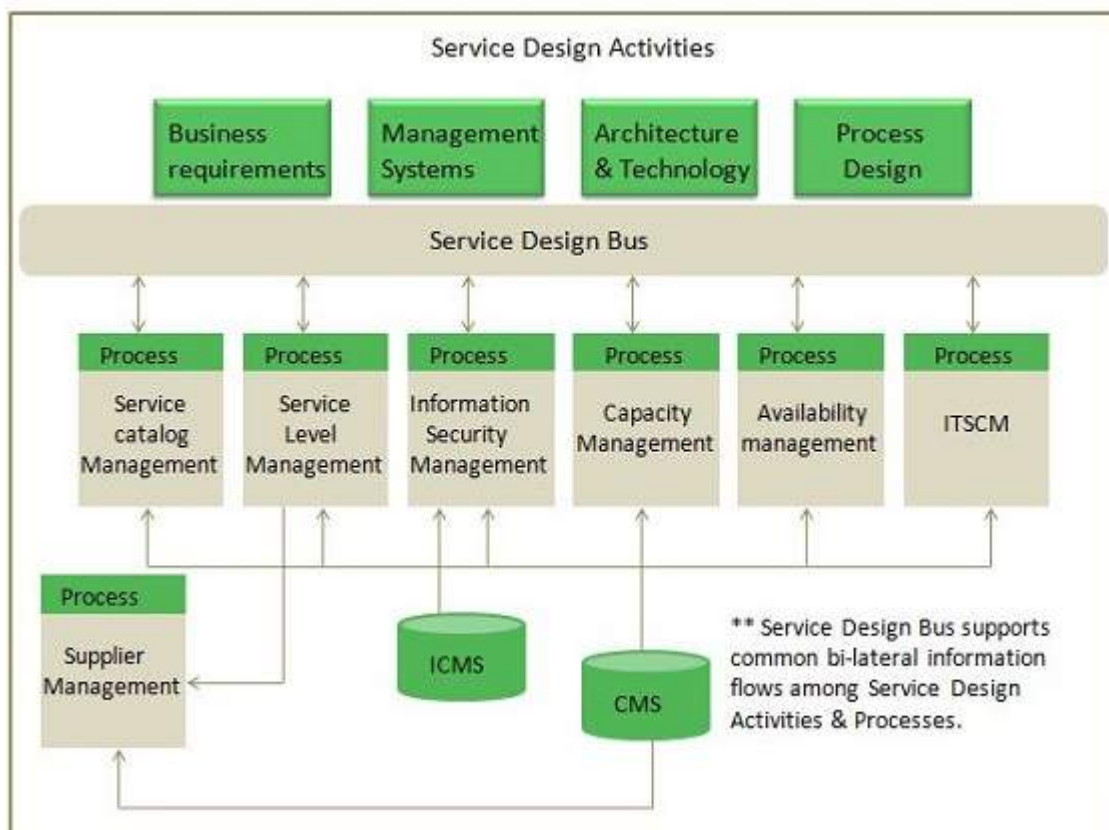 Service Design Activities
Business
requirements
Management
Systems
Architecture
& Technology
Process
Design
Service Design Bus
Process
Service
catalog
Management
Process
Service
Level
Management
Process
Information
Security
Management
Process
Capacity
Management
Process
Availability
management
Process
ITSCM
Process
Supplier
Management
ICMS
CMS
** Service Design Bus supports
common bi-lateral information
flows among Service Design
Activities & Processes.